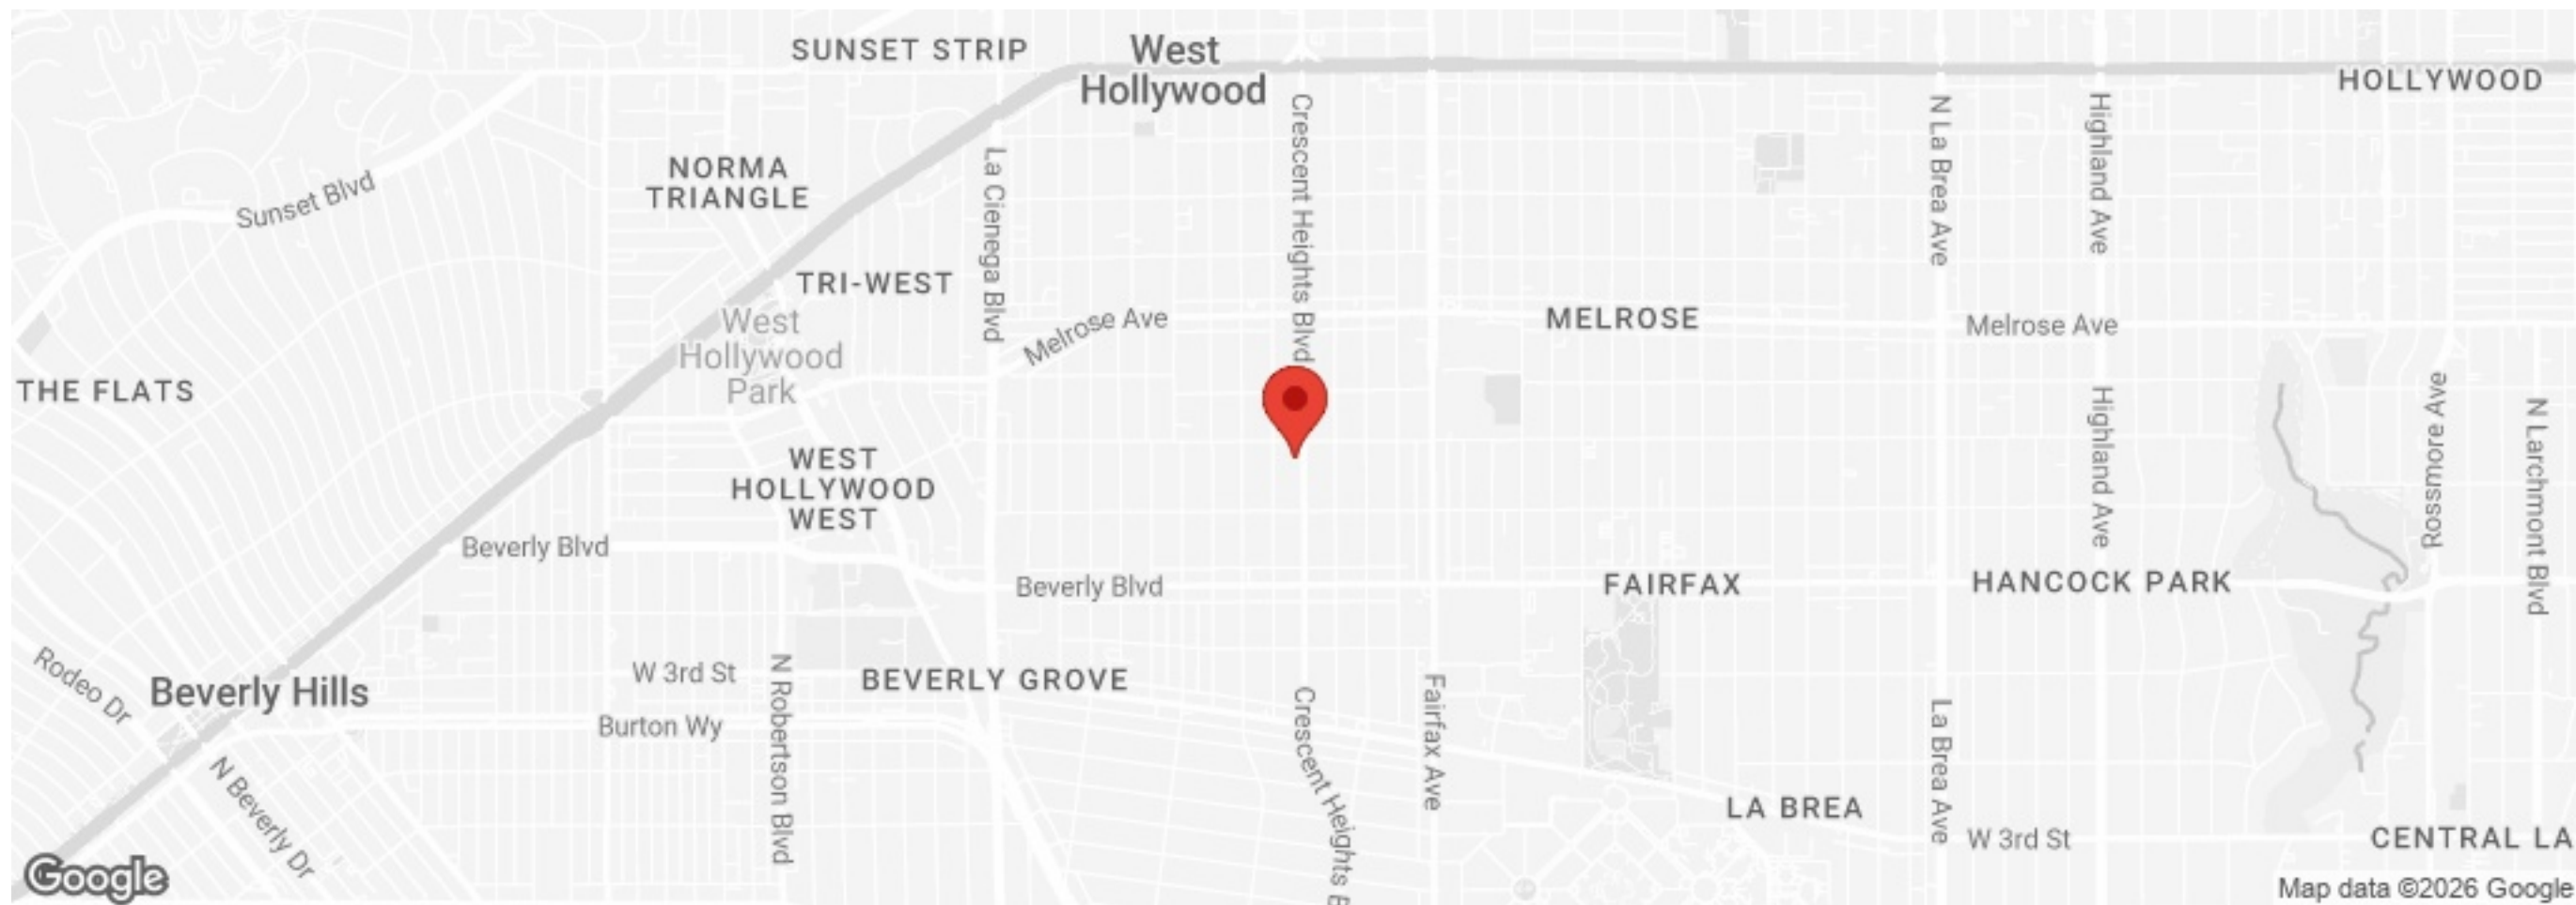 SUNSET STRIP
West
Hollywood
HOLLYWOOD
Sunset Blvd
NORMA
TRIANGLE
La Cienega Blvd
Crescent Heights Blvd
N La Brea Ave
Highland Ave
TRI-WEST
West
Hollywood
Park
Melrose Ave
MELROSE
Melrose Ave
THE FLATS
Highland Ave
Rossmore Ave
N Larchmont Blvd
WEST
HOLLYWOOD
WEST
Beverly Blvd
Beverly Blvd
FAIRFAX
HANCOCK PARK
Rodeo Dr
Beverly Hills
W 3rd St
N Robertson Blvd
BEVERLY GROVE
Burton Wy
Crescent Heights B
Fairfax Ave
La Brea Ave
N Beverly Dr
LA BREA
W 3rd St
CENTRAL LA
Google
Map data ©2026 Google